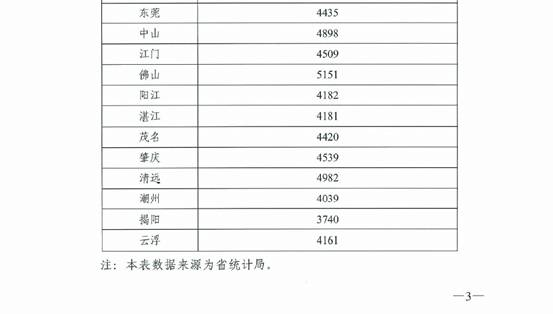 东莞 4435
中山 4898
江门 4509
佛山 5151
阳江 4182
湛江 4181
茂名 4420
肇庆 4539
清远 4982
潮州 4039
揭阳 3740
云浮 4161
注：本表数据来源为省统计局。
—3—